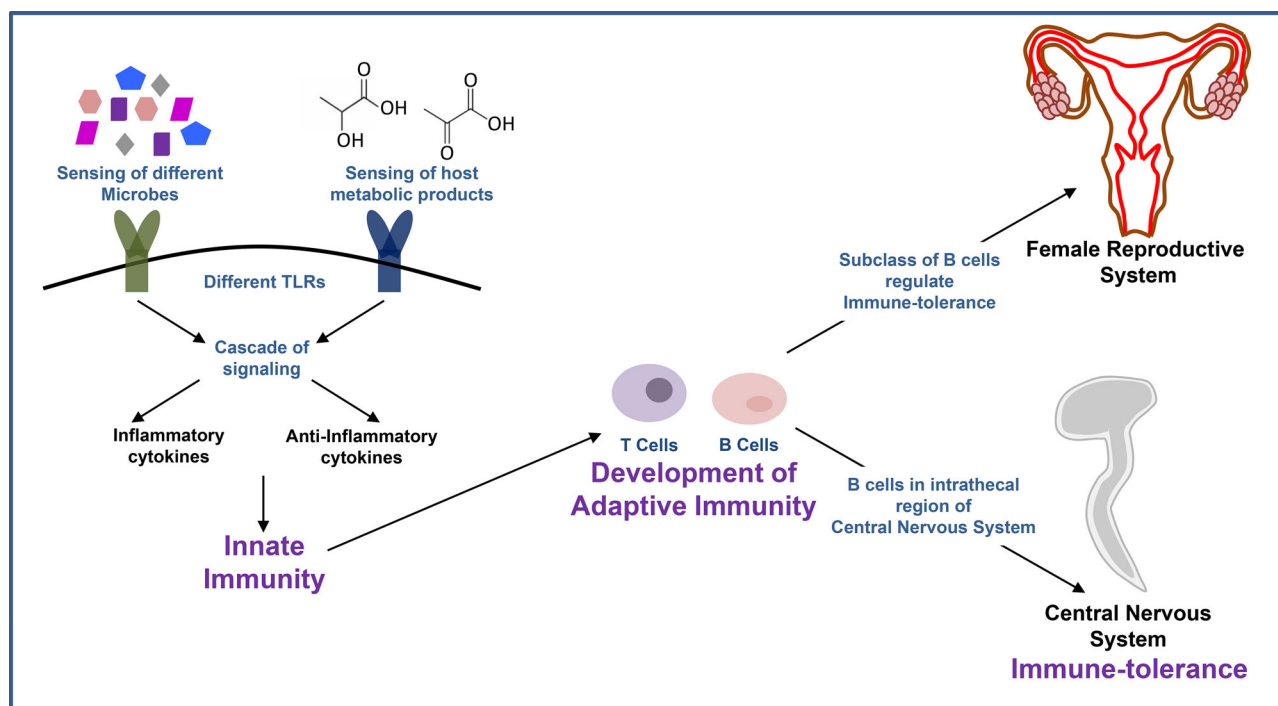 O
OH
OH
O
OH
O
Sensing of different
Microbes
Sensing of host
metabolic products
Different TLRs
Cascade of
signaling
Inflammatory
cytokines
Anti-Inflammatory
cytokines
Innate
Immunity
T Cells
B Cells
Development of
Adaptive Immunity
Subclass of B cells
regulate
Immune-tolerance
Female Reproductive
System
B cells in intrathecal
region of
Central Nervous System
Central Nervous
System
Immune-tolerance